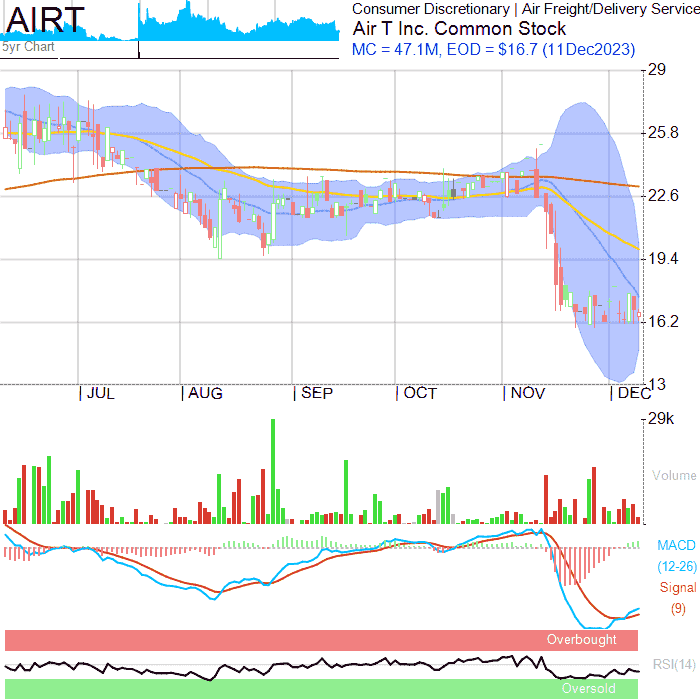 AIRT
5yr Chart
Consumer Discretionary | Air Freight/Delivery Service
Air T Inc. Common Stock
MC = 47.1M, EOD = $16.7 (11Dec2023)
29
25.8
22.6
19.4
16.2
13
JUL
AUG
SEP
OCT
NOV
DEC
29k
Volume
MACD
(12-26)
Signal
(9)
Overbought
RSI(14)
Oversold